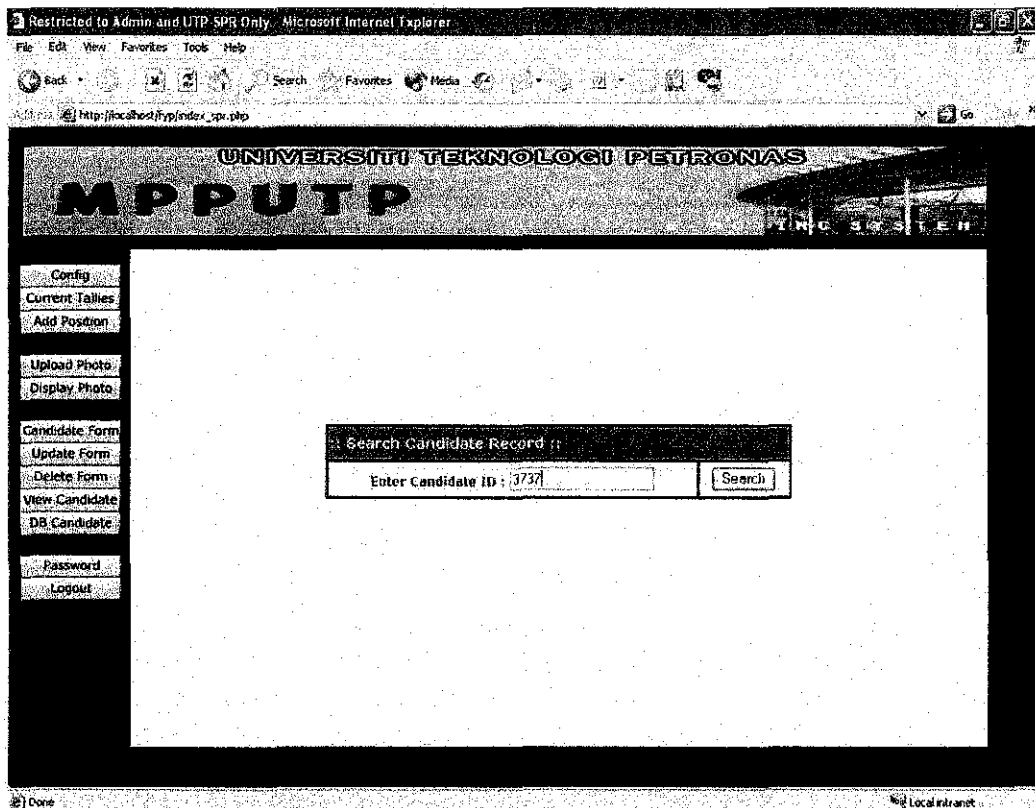 Restricted to Admin and UTP-SPR Only - Microsoft Internet Explorer
File Edit View Favorites Tools Help
Back Search Favorites Media
Address http://localhost/fyp/index_spr.php Go
UNIVERSITI TEKNOLOGI PETRONAS
MPPUTP
SYSTEM
Config
Current Tallies
Add Position
Upload Photo
Display Photo
Candidate Form
Update Form
Delete Form
View Candidate
DB Candidate
Password
Logout
:: Search Candidate Record ::
Enter Candidate ID : 3737 Search
Done Local intranet